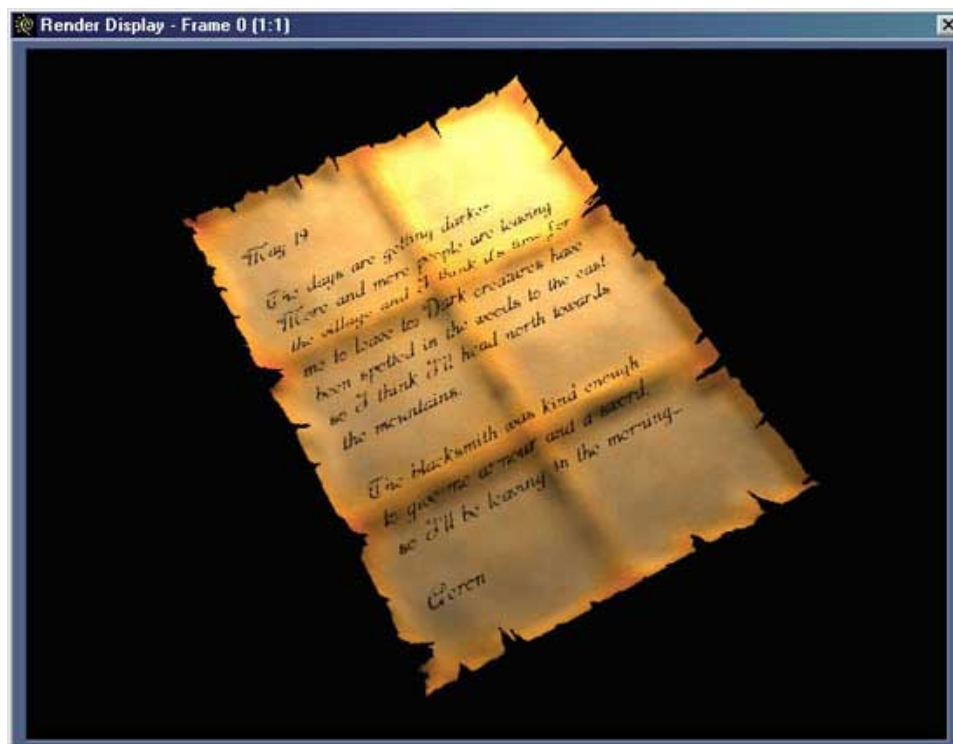 Render Display - Frame 0 (1:1)
May 19
The days are getting darker.
More and more people are leaving
the village and I think it's time for
me to leave too. Dark creatures have
been spotted in the woods to the east
so I think I'll head north towards
the mountains.
The blacksmith was kind enough
to give me armour and a sword,
so I'll be leaving in the morning...